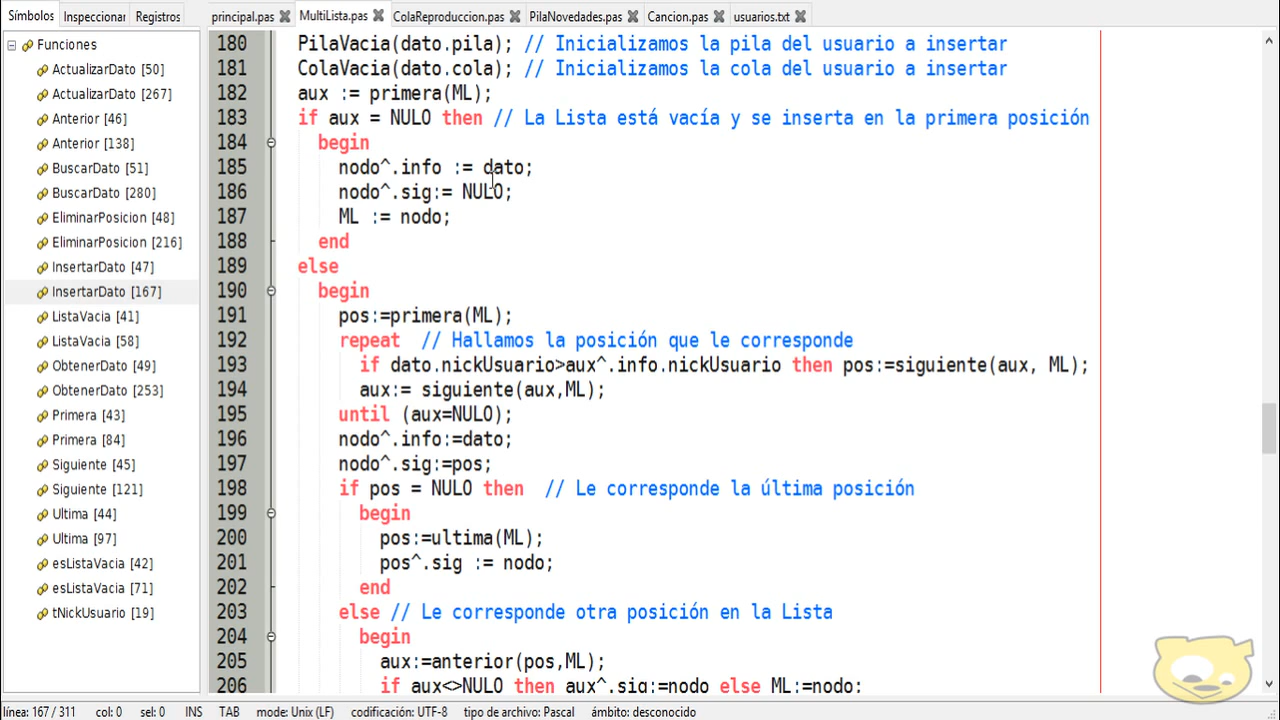 Símbolos Inspeccionar Registros
principal.pas MultiLista.pas ColaReproduccion.pas PilaNovedades.pas Cancion.pas usuarios.txt
Funciones
ActualizarDato [50]
ActualizarDato [267]
Anterior [46]
Anterior [138]
BuscarDato [51]
BuscarDato [280]
EliminarPosicion [48]
EliminarPosicion [216]
InsertarDato [47]
InsertarDato [167]
ListaVacia [41]
ListaVacia [58]
ObtenerDato [49]
ObtenerDato [253]
Primera [43]
Primera [84]
Siguiente [45]
Siguiente [121]
Ultima [44]
Ultima [97]
esListaVacia [42]
esListaVacia [71]
tNickUsuario [19]
180 PilaVacia(dato.pila); // Inicializamos la pila del usuario a insertar
181 ColaVacia(dato.cola); // Inicializamos la cola del usuario a insertar
182 aux := primera(ML);
183 if aux = NULO then // La Lista está vacía y se inserta en la primera posición
184 begin
185 nodo^.info := dato;
186 nodo^.sig:= NULO;
187 ML := nodo;
188 end
189 else
190 begin
191 pos:=primera(ML);
192 repeat // Hallamos la posición que le corresponde
193 if dato.nickUsuario>aux^.info.nickUsuario then pos:=siguiente(aux, ML);
194 aux:= siguiente(aux,ML);
195 until (aux=NULO);
196 nodo^.info:=dato;
197 nodo^.sig:=pos;
198 if pos = NULO then // Le corresponde la última posición
199 begin
200 pos:=ultima(ML);
201 pos^.sig := nodo;
202 end
203 else // Le corresponde otra posición en la Lista
204 begin
205 aux:=anterior(pos,ML);
206 if aux<>NULO then aux^.sig:=nodo else ML:=nodo;
línea: 167 / 311 col: 0 sel: 0 INS TAB mode: Unix (LF) codificación: UTF-8 tipo de archivo: Pascal ámbito: desconocido